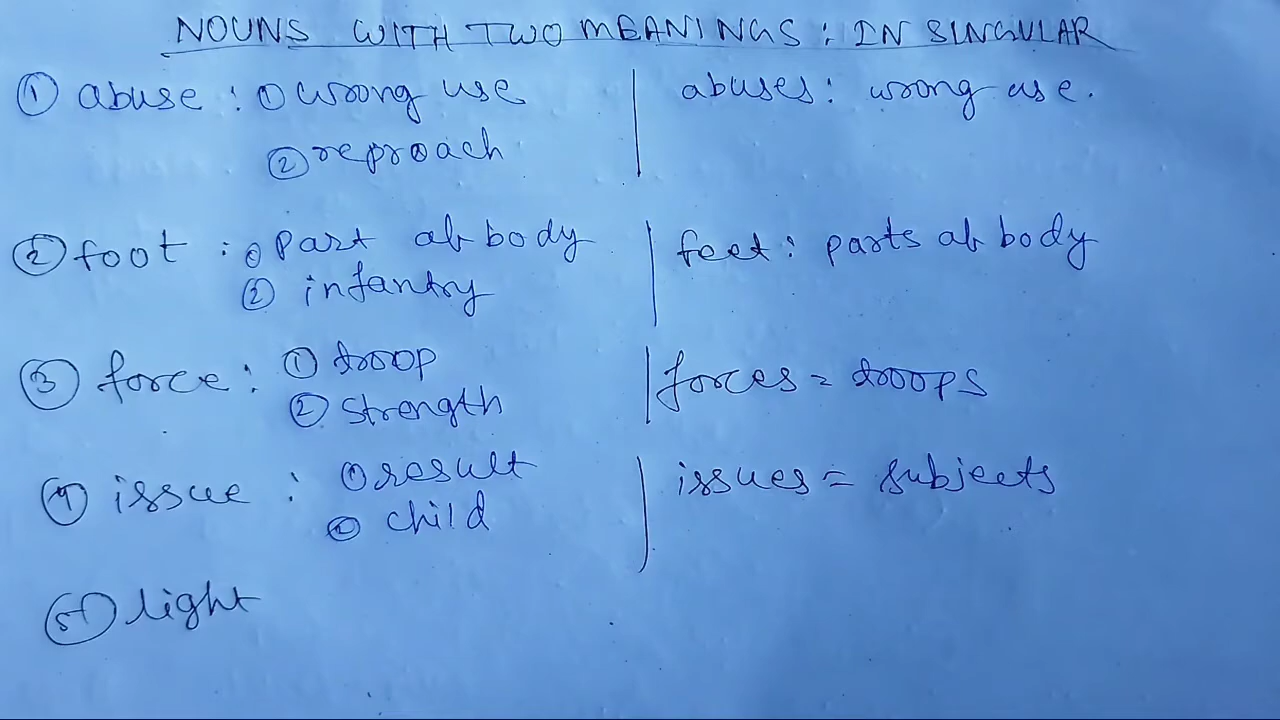 NOUNS WITH TWO MEANINGS: IN SINGULAR
① abuse : ① wrong use | abuses: wrong use.
② reproach
② foot : ① part of body | feet: parts of body
② infantry
③ force : ① troop | forces = troops
② strength
④ issue : ① result | issues = subjects
② child
⑤ light